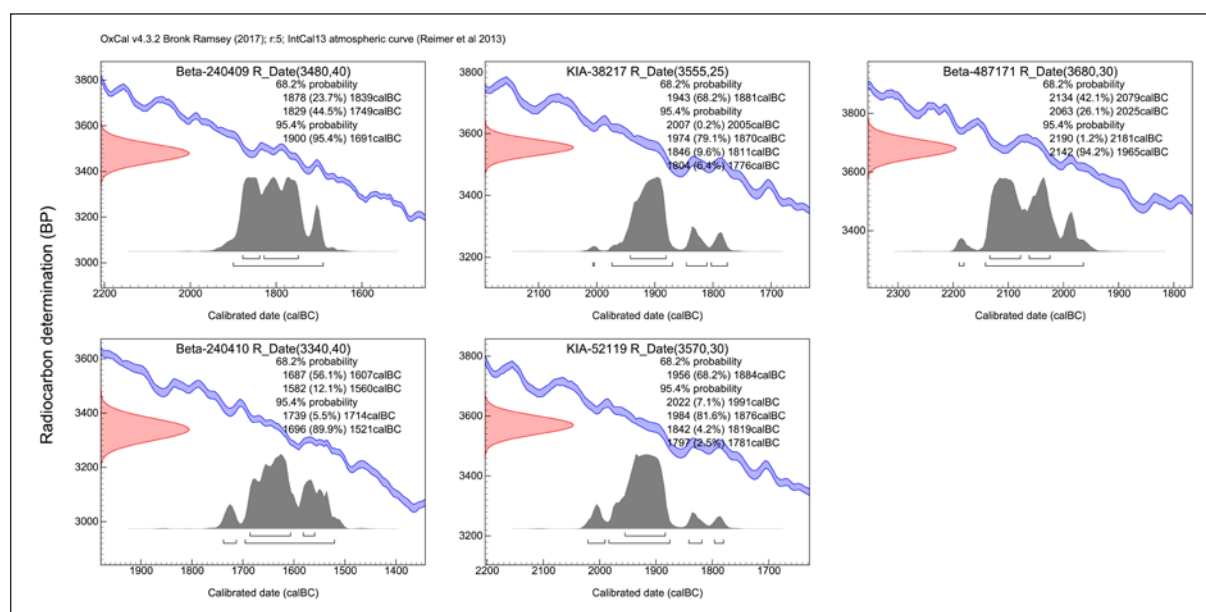 OxCal v4.3.2 Bronk Ramsey (2017); r:5; IntCal13 atmospheric curve (Reimer et al 2013)
Radiocarbon determination (BP)
Beta-240409 R_Date(3480,40)
68.2% probability
1878 (23.7%) 1839calBC
1829 (44.5%) 1749calBC
95.4% probability
1900 (95.4%) 1691calBC
3800
3600
3400
3200
3000
2200 2000 1800 1600
Calibrated date (calBC)
KIA-38217 R_Date(3555,25)
68.2% probability
1943 (68.2%) 1881calBC
95.4% probability
2007 (0.2%) 2005calBC
1974 (79.1%) 1870calBC
1846 (9.6%) 1811calBC
1804 (6.4%) 1776calBC
3800
3600
3400
3200
2100 2000 1900 1800 1700
Calibrated date (calBC)
Beta-487171 R_Date(3680,30)
68.2% probability
2134 (42.1%) 2079calBC
2063 (26.1%) 2025calBC
95.4% probability
2190 (1.2%) 2181calBC
2142 (94.2%) 1965calBC
3800
3600
3400
2300 2200 2100 2000 1900 1800
Calibrated date (calBC)
Beta-240410 R_Date(3340,40)
68.2% probability
1687 (56.1%) 1607calBC
1582 (12.1%) 1560calBC
95.4% probability
1739 (5.5%) 1714calBC
1696 (89.9%) 1521calBC
3600
3400
3200
3000
1900 1800 1700 1600 1500 1400
Calibrated date (calBC)
KIA-52119 R_Date(3570,30)
68.2% probability
1956 (68.2%) 1884calBC
95.4% probability
2022 (7.1%) 1991calBC
1984 (81.6%) 1876calBC
1842 (4.2%) 1819calBC
1797 (2.5%) 1781calBC
3800
3600
3400
3200
2200 2100 2000 1900 1800 1700
Calibrated date (calBC)